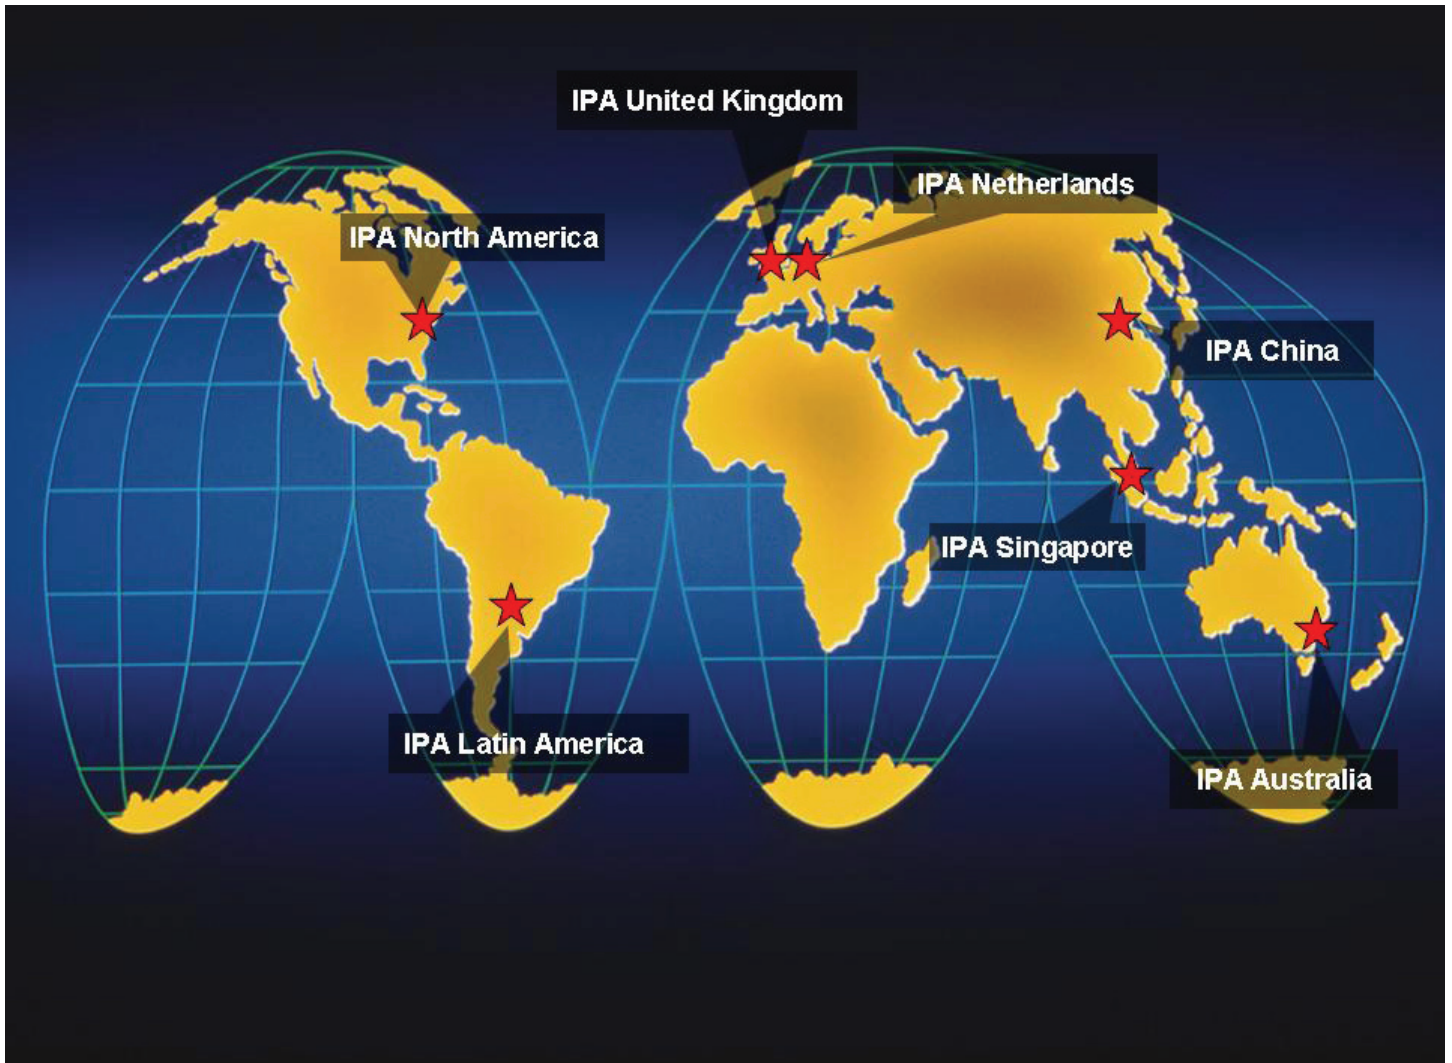 IPA United Kingdom
IPA Netherlands
IPA North America
IPA China
IPA Singapore
IPA Latin America
IPA Australia